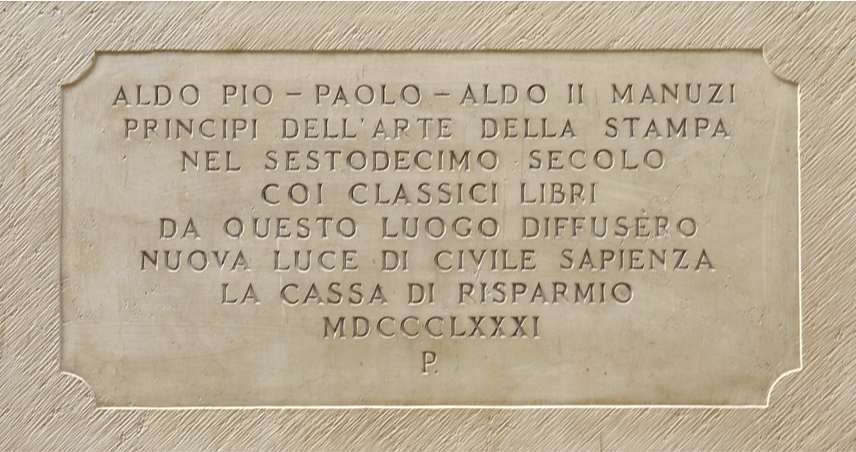 ALDO PIO – PAOLO – ALDO II MANUZI
PRINCIPI DELL'ARTE DELLA STAMPA
NEL SESTODECIMO SECOLO
COI CLASSICI LIBRI
DA QUESTO LUOGO DIFFUSERO
NUOVA LUCE DI CIVILE SAPIENZA
LA CASSA DI RISPARMIO
MDCCCLXXXI
P.